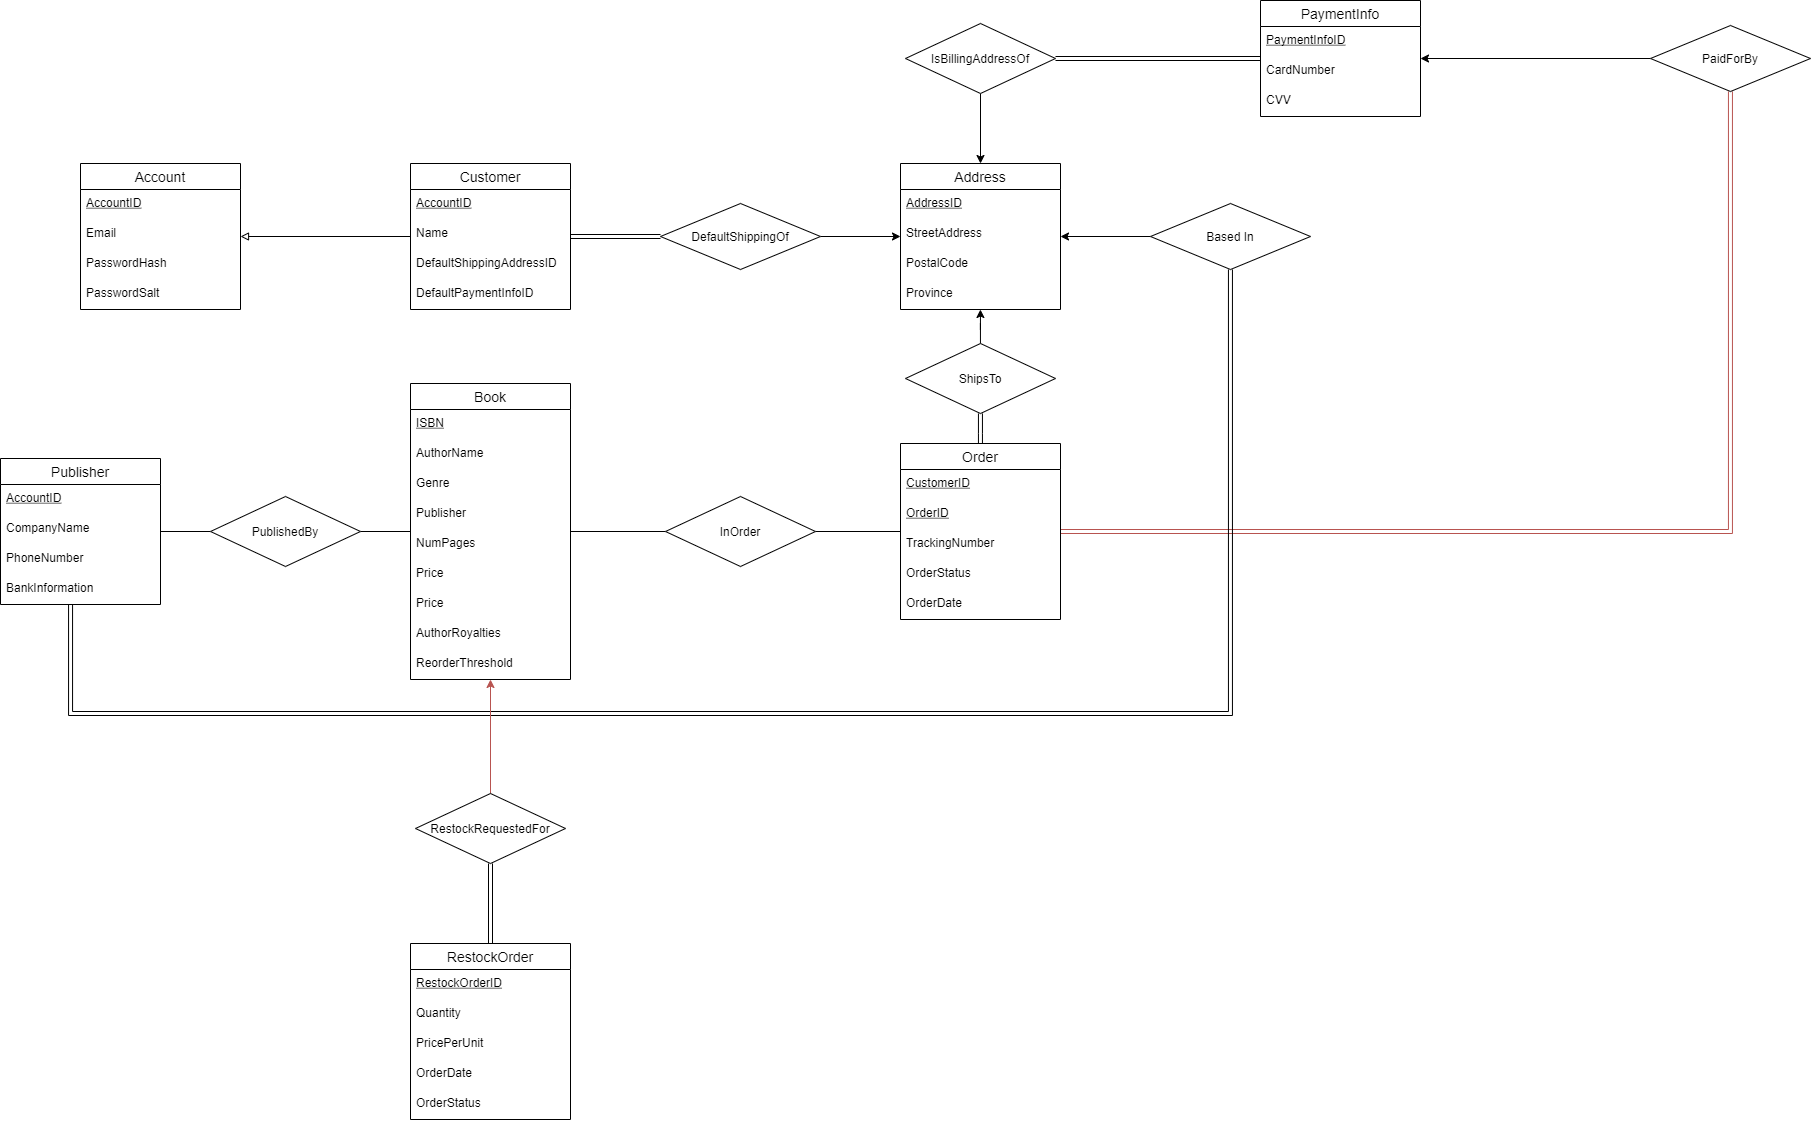 PaymentInfo
PaymentInfoID
CardNumber
CVV
IsBillingAddressOf
PaidForBy
Account
AccountID
Email
PasswordHash
PasswordSalt
Customer
AccountID
Name
DefaultShippingAddressID
DefaultPaymentInfoID
DefaultShippingOf
Address
AddressID
StreetAddress
PostalCode
Province
Based In
ShipsTo
Publisher
AccountID
CompanyName
PhoneNumber
BankInformation
PublishedBy
Book
ISBN
AuthorName
Genre
Publisher
NumPages
Price
Price
AuthorRoyalties
ReorderThreshold
InOrder
Order
CustomerID
OrderID
TrackingNumber
OrderStatus
OrderDate
RestockRequestedFor
RestockOrder
RestockOrderID
Quantity
PricePerUnit
OrderDate
OrderStatus